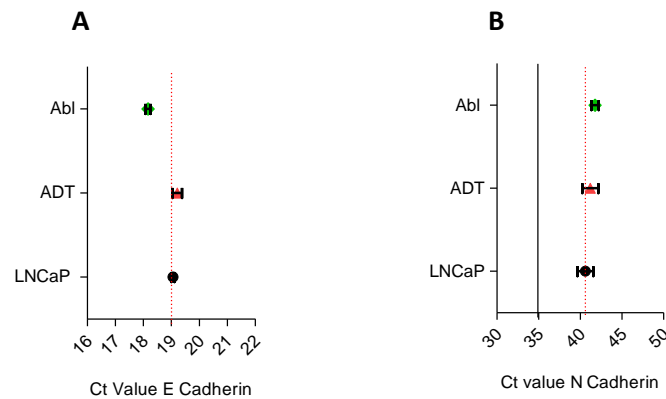 A
Abl
ADT
LNCaP
16 17 18 19 20 21 22
Ct Value E Cadherin
B
Abl
ADT
LNCaP
30 35 40 45 50
Ct value N Cadherin